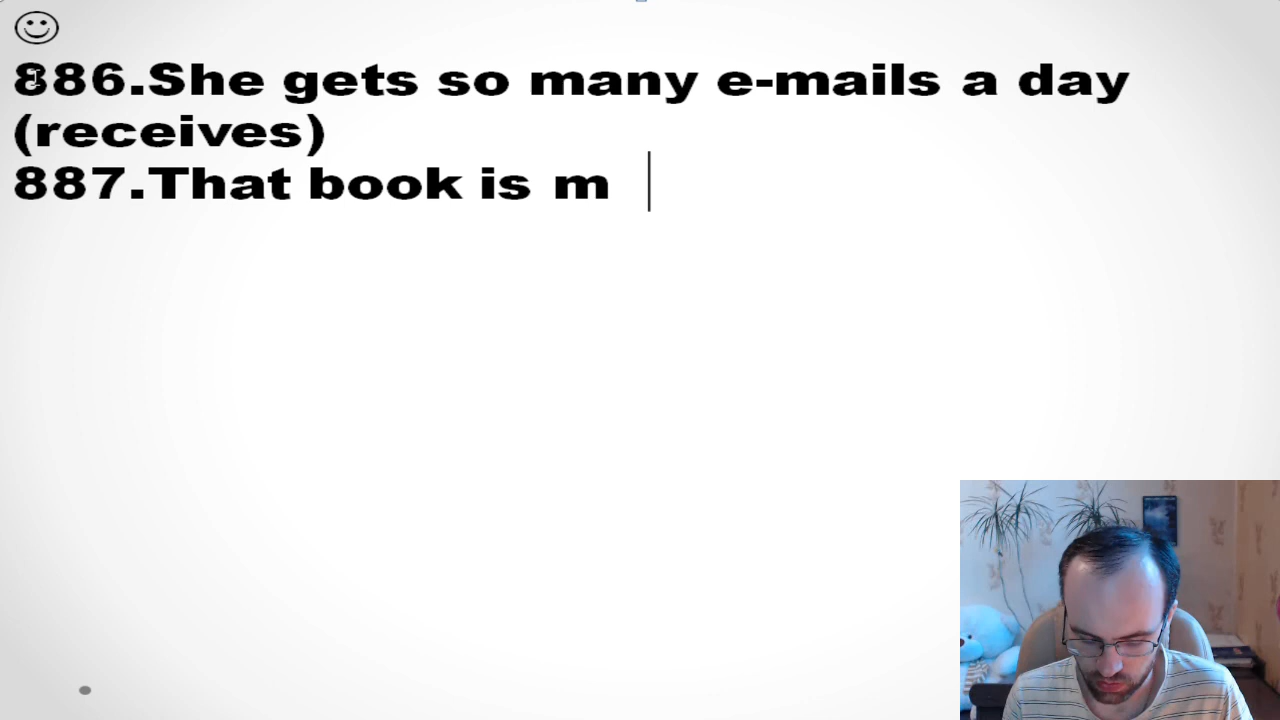 886.She gets so many e-mails a day
(receives)
887.That book is m